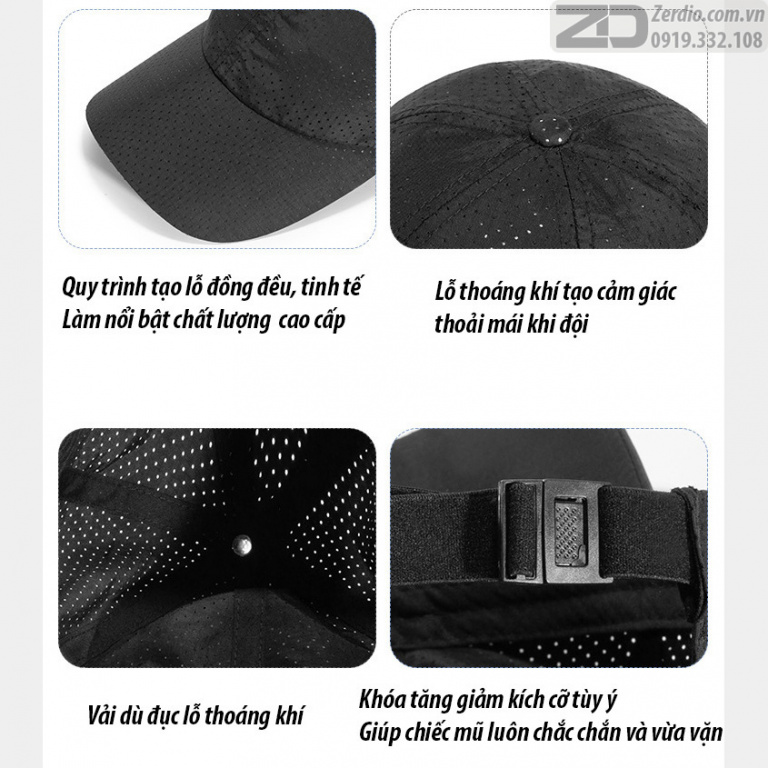 ZD
Zerdio.com.vn
0919.332.108
Quy trình tạo lỗ đồng đều, tinh tế
Làm nổi bật chất lượng cao cấp
Lỗ thoáng khí tạo cảm giác
thoải mái khi đội
Vải dù đục lỗ thoáng khí
Khóa tăng giảm kích cỡ tùy ý
Giúp chiếc mũ luôn chắc chắn và vừa vặn